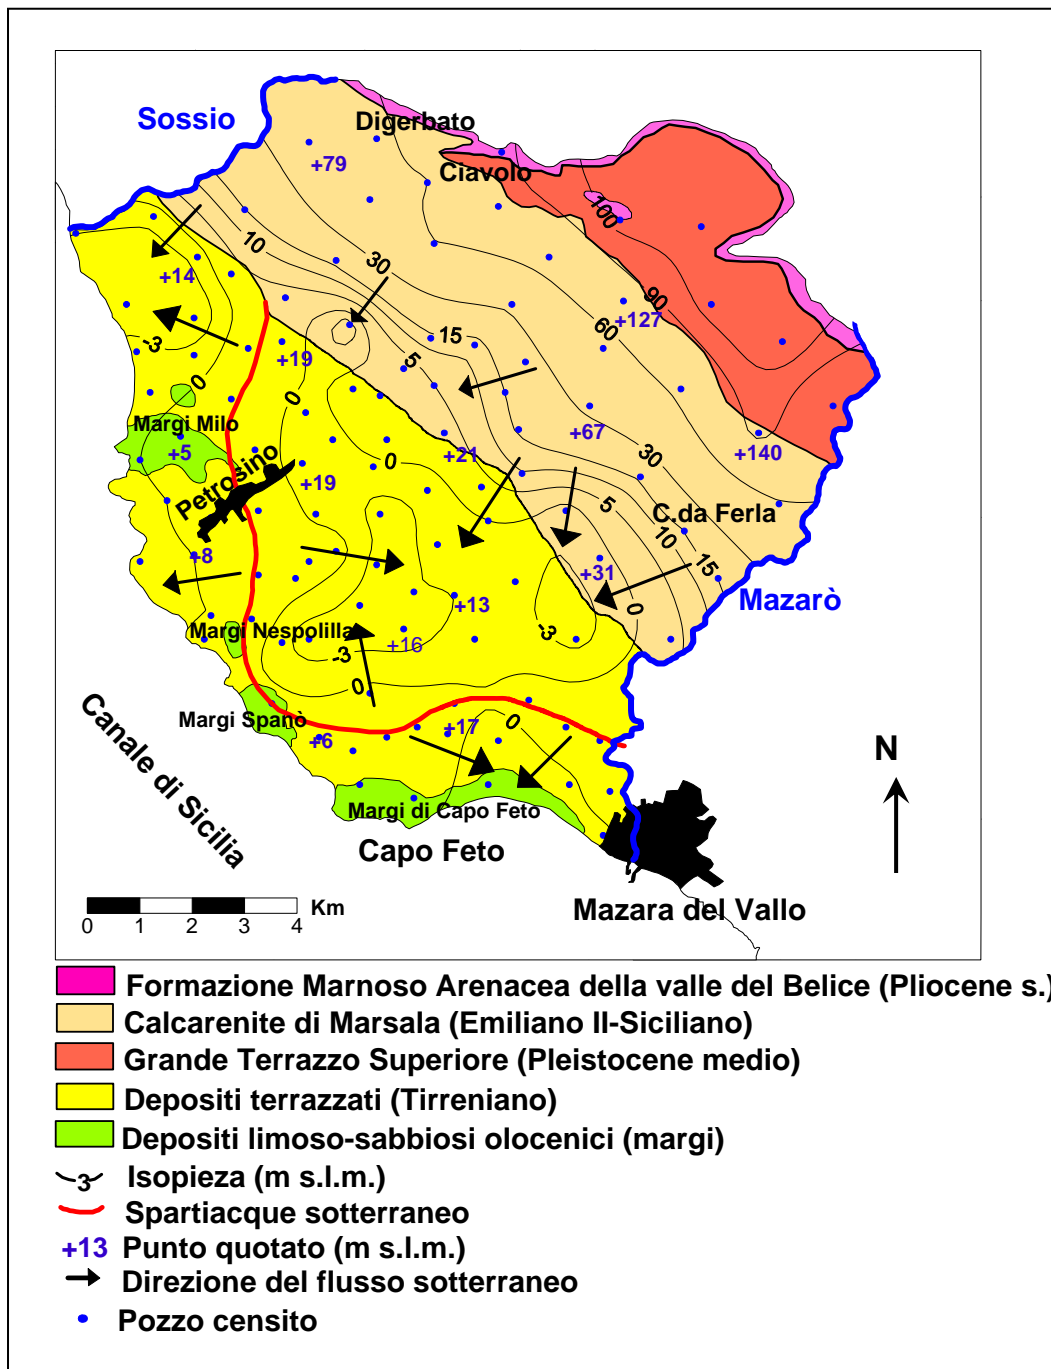 Sossio
Digerbato
+79
Ciavolo
100
10
30
+14
90
+127
-3
15
60
+19
5
0
0
Margi Milo
+67
+5
0
+21
+140
Petrosino
+19
30
5
C.da Ferla
10
+8
15
+31
Mazarò
+13
0
Margi Nespolilla
+16
-3
-3
0
Margi Spanò
+6
+17
0
Canale di Sicilia
N
Margi di Capo Feto
Capo Feto
Km
0 1 2 3 4
Mazara del Vallo
Formazione Marnoso Arenacea della valle del Belice (Pliocene s.)
Calcarenite di Marsala (Emiliano II-Siciliano)
Grande Terrazzo Superiore (Pleistocene medio)
Depositi terrazzati (Tirreniano)
Depositi limoso-sabbiosi olocenici (margi)
-3 Isopieza (m s.l.m.)
Spartiacque sotterraneo
+13 Punto quotato (m s.l.m.)
Direzione del flusso sotterraneo
Pozzo censito